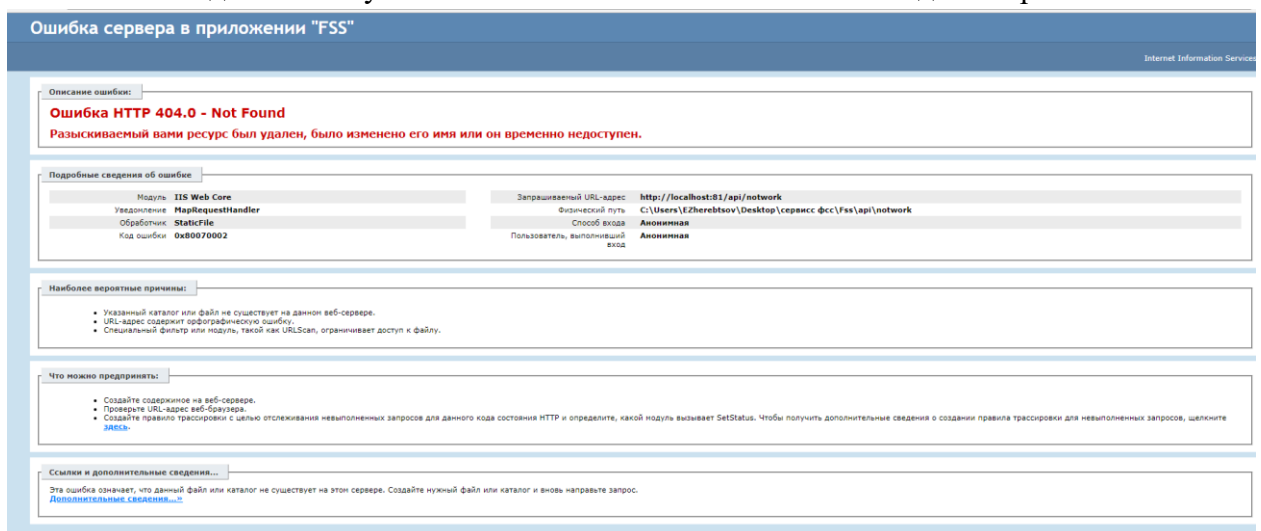 Ошибка сервера в приложении "FSS"
Internet Information Services
Описание ошибки:
Ошибка HTTP 404.0 - Not Found
Разыскиваемый вами ресурс был удален, было изменено его имя или он временно недоступен.
Подробные сведения об ошибке
Модуль IIS Web Core
Уведомление MapRequestHandler
Обработчик StaticFile
Код ошибки 0x80070002
Запрашиваемый URL-адрес http://localhost:81/api/notwork
Физический путь C:\Users\EZherebtsov\Desktop\сервисс фсс\Fss\api\notwork
Способ входа Анонимная
Пользователь, выполнивший Анонимная
вход
Наиболее вероятные причины:
• Указанный каталог или файл не существует на данном веб-сервере.
• URL-адрес содержит орфографическую ошибку.
• Специальный фильтр или модуль, такой как URLScan, ограничивает доступ к файлу.
Что можно предпринять:
• Создайте содержимое на веб-сервере.
• Проверьте URL-адрес веб-браузера.
• Создайте правило трассировки с целью отслеживания невыполненных запросов для данного кода состояния HTTP и определите, какой модуль вызывает SetStatus. Чтобы получить дополнительные сведения о создании правила трассировки для невыполненных запросов, щелкните
здесь.
Ссылки и дополнительные сведения...
Эта ошибка означает, что данный файл или каталог не существует на этом сервере. Создайте нужный файл или каталог и вновь направьте запрос.
Дополнительные сведения...»